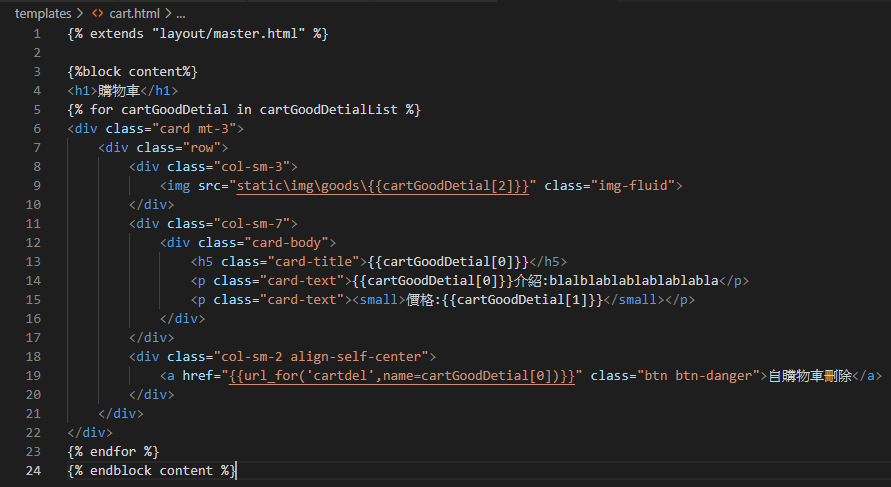 templates > <> cart.html > ...
1 {% extends "layout/master.html" %}
2
3 {%block content%}
4 <h1>購物車</h1>
5 {% for cartGoodDetial in cartGoodDetialList %}
6 <div class="card mt-3">
7 <div class="row">
8 <div class="col-sm-3">
9 <img src="static\img\goods\{{cartGoodDetial[2]}}" class="img-fluid">
10 </div>
11 <div class="col-sm-7">
12 <div class="card-body">
13 <h5 class="card-title">{{cartGoodDetial[0]}}</h5>
14 <p class="card-text">{{cartGoodDetial[0]}}介紹:blalblablablablablabla</p>
15 <p class="card-text"><small>價格:{{cartGoodDetial[1]}}</small></p>
16 </div>
17 </div>
18 <div class="col-sm-2 align-self-center">
19 <a href="{{url_for('cartdel',name=cartGoodDetial[0])}}" class="btn btn-danger">自購物車刪除</a>
20 </div>
21 </div>
22 </div>
23 {% endfor %}
24 {% endblock content %}